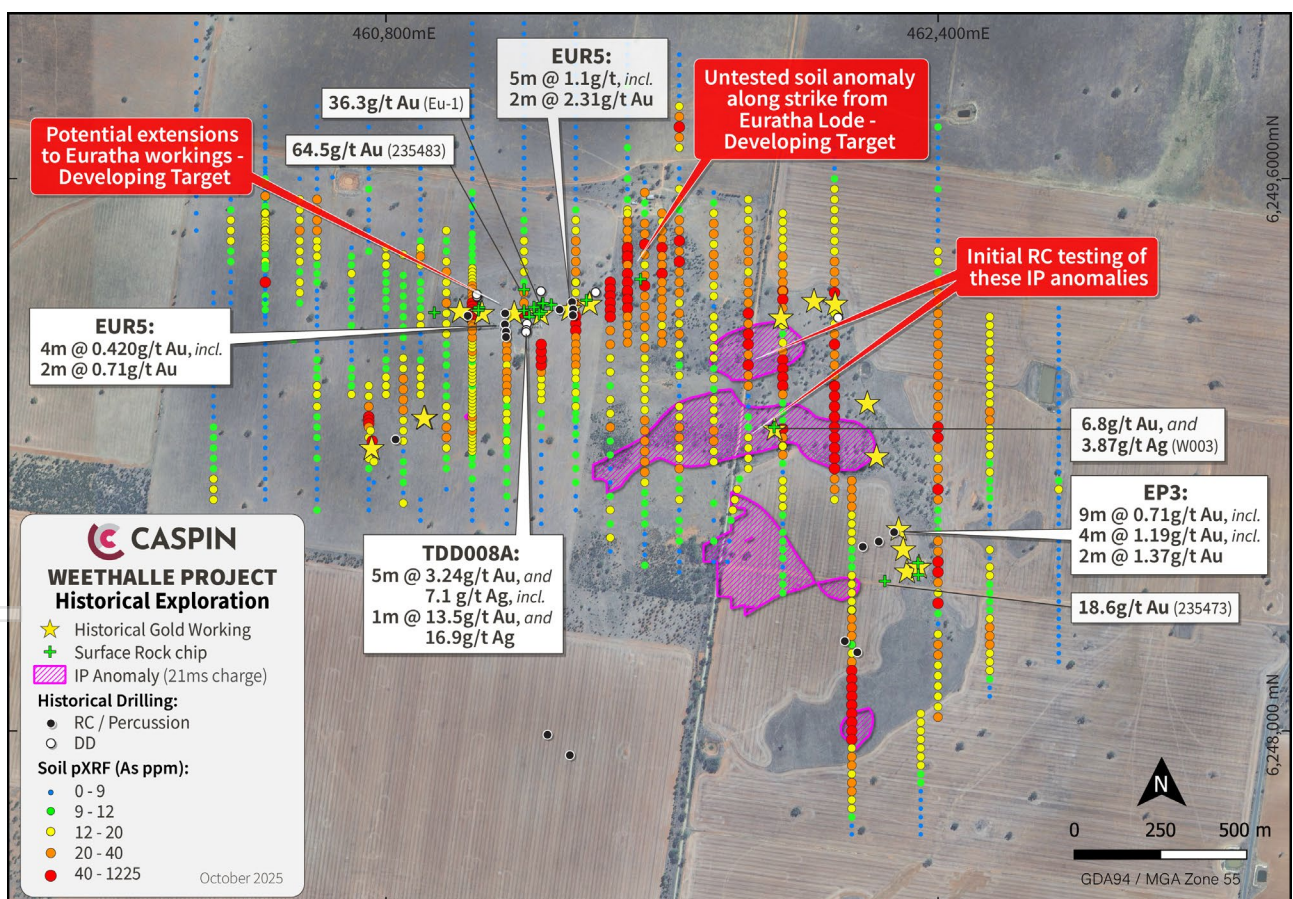 460,800mE
462,400mE
6,249,6000mN
6,248,000 mN
EUR5:
5m @ 1.1g/t, incl.
2m @ 2.31g/t Au
36.3g/t Au (Eu-1)
64.5g/t Au (235483)
Untested soil anomaly
along strike from
Euratha Lode -
Developing Target
Potential extensions
to Euratha workings -
Developing Target
Initial RC testing of
these IP anomalies
EUR5:
4m @ 0.420g/t Au, incl.
2m @ 0.71g/t Au
6.8g/t Au, and
3.87g/t Ag (W003)
EP3:
9m @ 0.71g/t Au, incl.
4m @ 1.19g/t Au, incl.
2m @ 1.37g/t Au
TDD008A:
5m @ 3.24g/t Au, and
7.1 g/t Ag, incl.
1m @ 13.5g/t Au, and
16.9g/t Ag
18.6g/t Au (235473)
CASPIN
WEETHALLE PROJECT
Historical Exploration
Historical Gold Working
Surface Rock chip
IP Anomaly (21ms charge)
Historical Drilling:
RC / Percussion
DD
Soil pXRF (As ppm):
0 - 9
9 - 12
12 - 20
20 - 40
40 - 1225
October 2025
N
0 250 500 m
GDA94 / MGA Zone 55